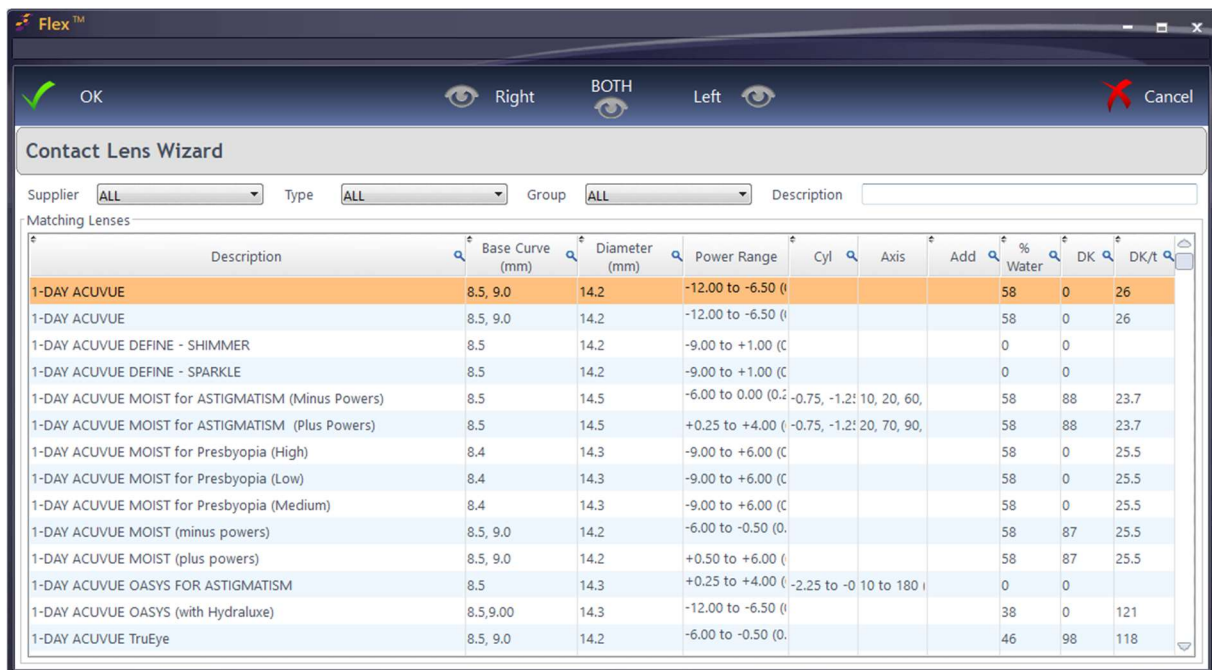 Flex™
OK Right BOTH Left Cancel
Contact Lens Wizard
Supplier ALL Type ALL Group ALL Description
Matching Lenses
Description Base Curve (mm) Diameter (mm) Power Range Cyl Axis Add % Water DK DK/t
1-DAY ACUVUE 8.5, 9.0 14.2 -12.00 to -6.50 58 0 26
1-DAY ACUVUE 8.5, 9.0 14.2 -12.00 to -6.50 58 0 26
1-DAY ACUVUE DEFINE - SHIMMER 8.5 14.2 -9.00 to +1.00 0 0
1-DAY ACUVUE DEFINE - SPARKLE 8.5 14.2 -9.00 to +1.00 0 0
1-DAY ACUVUE MOIST for ASTIGMATISM (Minus Powers) 8.5 14.5 -6.00 to 0.00 (0.2 -0.75, -1.25 10, 20, 60, 58 88 23.7
1-DAY ACUVUE MOIST for ASTIGMATISM (Plus Powers) 8.5 14.5 +0.25 to +4.00 ( -0.75, -1.25 20, 70, 90, 58 88 23.7
1-DAY ACUVUE MOIST for Presbyopia (High) 8.4 14.3 -9.00 to +6.00 58 0 25.5
1-DAY ACUVUE MOIST for Presbyopia (Low) 8.4 14.3 -9.00 to +6.00 58 0 25.5
1-DAY ACUVUE MOIST for Presbyopia (Medium) 8.4 14.3 -9.00 to +6.00 58 0 25.5
1-DAY ACUVUE MOIST (minus powers) 8.5, 9.0 14.2 -6.00 to -0.50 (0. 58 87 25.5
1-DAY ACUVUE MOIST (plus powers) 8.5, 9.0 14.2 +0.50 to +6.00 ( 58 87 25.5
1-DAY ACUVUE OASYS FOR ASTIGMATISM 8.5 14.3 +0.25 to +4.00 ( -2.25 to -0 10 to 180 0 0
1-DAY ACUVUE OASYS (with Hydraluxe) 8.5,9.00 14.3 -12.00 to -6.50 38 0 121
1-DAY ACUVUE TruEye 8.5, 9.0 14.2 -6.00 to -0.50 (0. 46 98 118